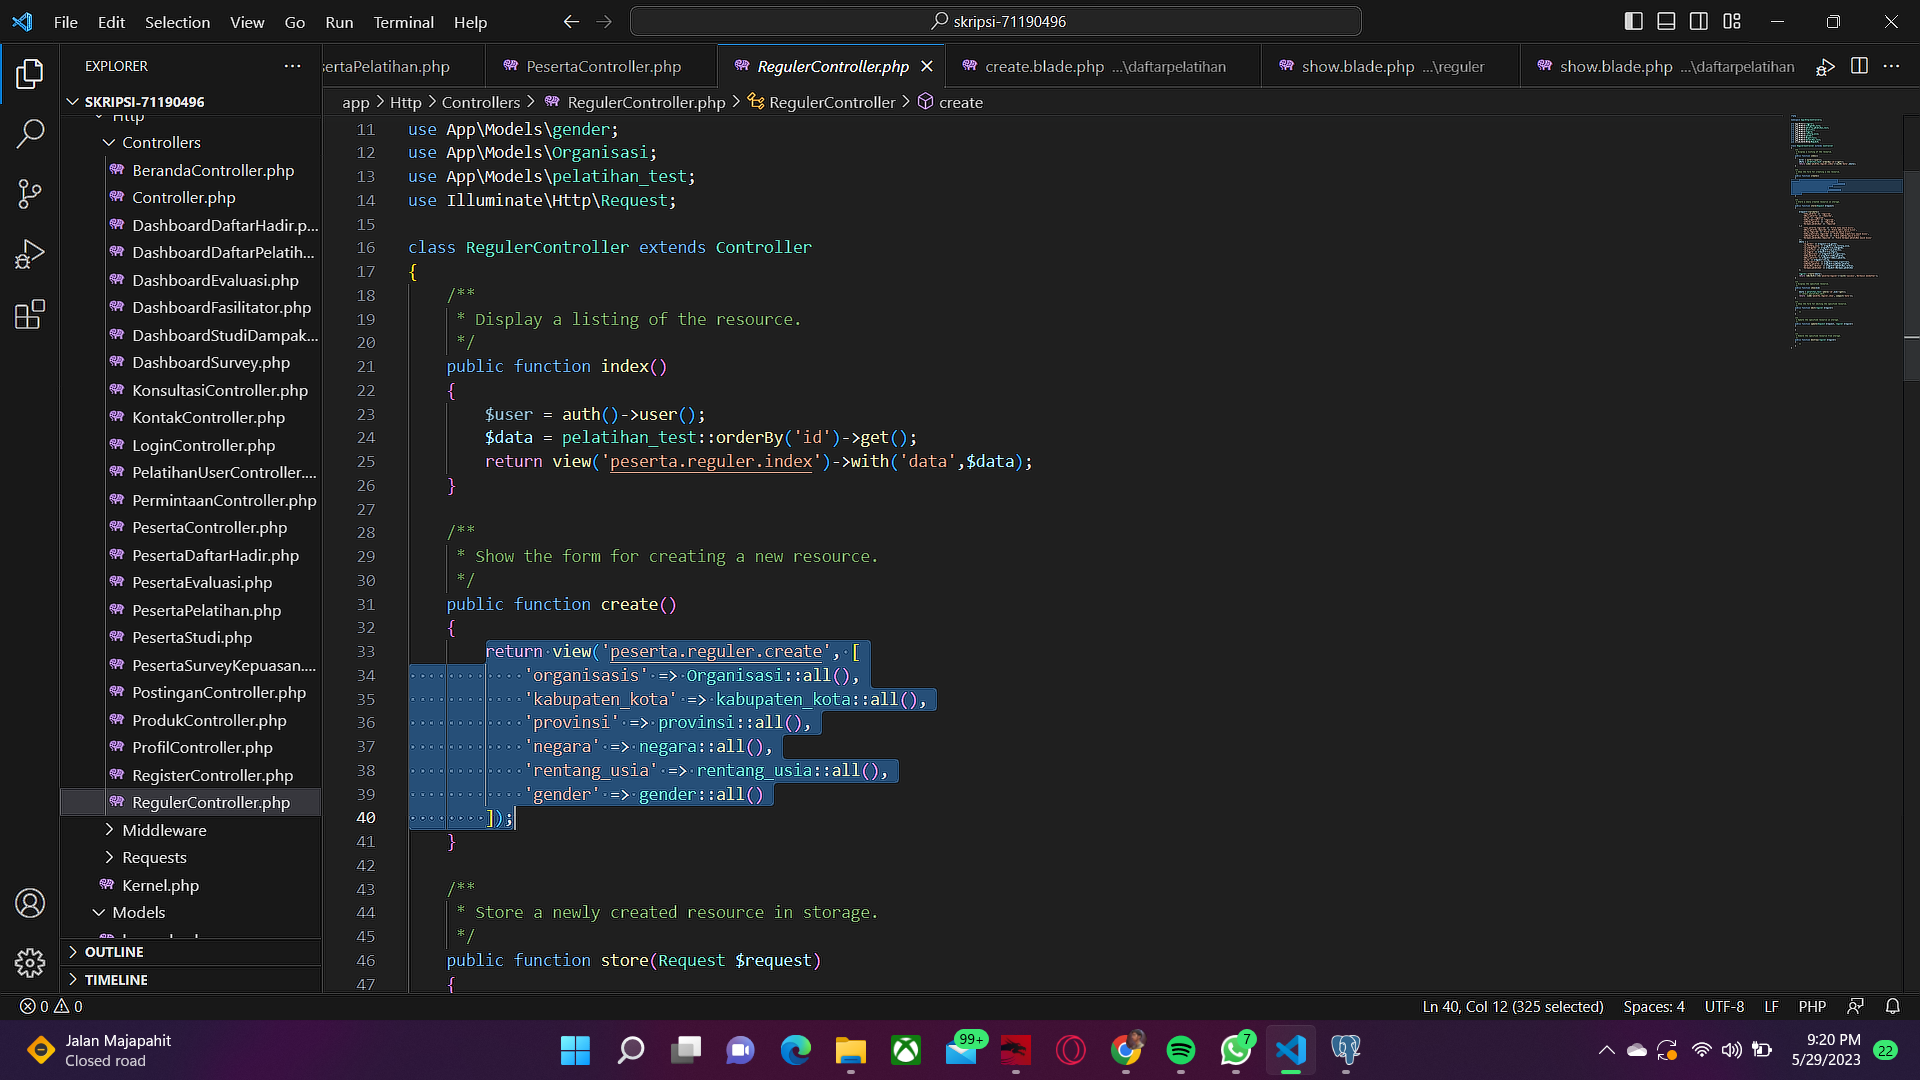 File Edit Selection View Go Run Terminal Help
skripsi-71190496
EXPLORER
SKRIPSI-71190496
Http
Controllers
BerandaController.php
Controller.php
DashboardDaftarHadir.p...
DashboardDaftarPelatih...
DashboardEvaluasi.php
DashboardFasilitator.php
DashboardStudiDampak...
DashboardSurvey.php
KonsultasiController.php
KontakController.php
LoginController.php
PelatihanUserController....
PermintaanController.php
PesertaController.php
PesertaDaftarHadir.php
PesertaEvaluasi.php
PesertaPelatihan.php
PesertaStudi.php
PesertaSurveyKepuasan....
PostinganController.php
ProdukController.php
ProfilController.php
RegisterController.php
RegulerController.php
Middleware
Requests
Kernel.php
Models
OUTLINE
TIMELINE
sertaPelatihan.php PesertaController.php RegulerController.php create.blade.php ...\daftarpelatihan show.blade.php ...\reguler show.blade.php ...\daftarpelatihan
app > Http > Controllers > RegulerController.php > RegulerController > create
11 use App\Models\gender;
12 use App\Models\Organisasi;
13 use App\Models\pelatihan_test;
14 use Illuminate\Http\Request;
15
16 class RegulerController extends Controller
17 {
18 /**
19 * Display a listing of the resource.
20 */
21 public function index()
22 {
23 $user = auth()->user();
24 $data = pelatihan_test::orderBy('id')->get();
25 return view('peserta.reguler.index')->with('data',$data);
26 }
27
28 /**
29 * Show the form for creating a new resource.
30 */
31 public function create()
32 {
33 return view('peserta.reguler.create', [
34 'organisasis' => Organisasi::all(),
35 'kabupaten_kota' => kabupaten_kota::all(),
36 'provinsi' => provinsi::all(),
37 'negara' => negara::all(),
38 'rentang_usia' => rentang_usia::all(),
39 'gender' => gender::all()
40 ]);
41 }
42
43 /**
44 * Store a newly created resource in storage.
45 */
46 public function store(Request $request)
47 {
0 0 Ln 40, Col 12 (325 selected) Spaces: 4 UTF-8 LF PHP
Jalan Majapahit
Closed road
99+
7
9:20 PM
5/29/2023
22